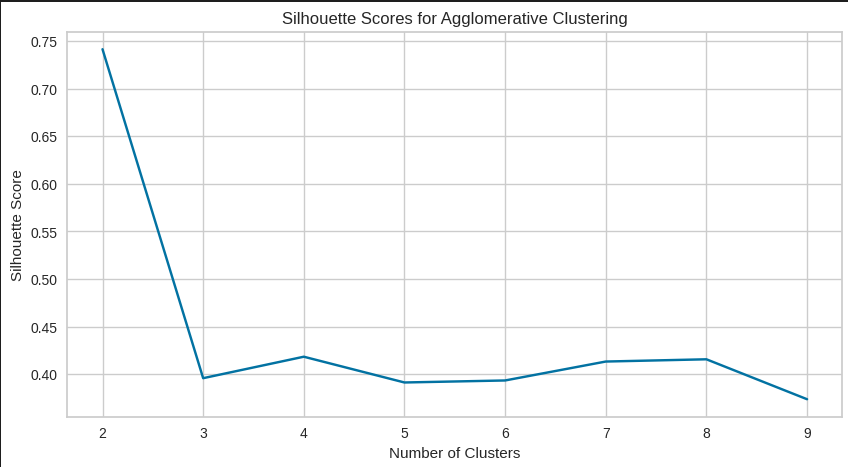 Silhouette Scores for Agglomerative Clustering
0.75
0.70
0.65
0.60
0.55
0.50
0.45
0.40
Silhouette Score
2 3 4 5 6 7 8 9
Number of Clusters